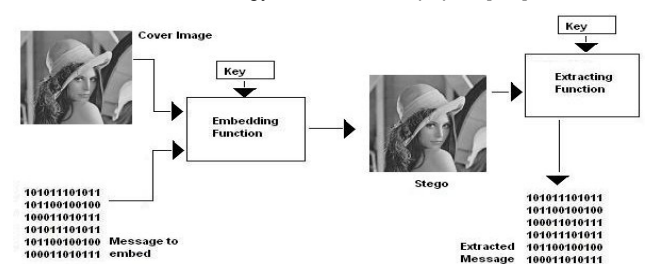 Cover Image
Key
Embedding
Function
101011101011
101100100100
100011010111
101011101011
101100100100
100011010111
Message to
embed
Stego
Key
Extracting
Function
101011101011
101100100100
100011010111
101011101011
101100100100
100011010111
Extracted
Message